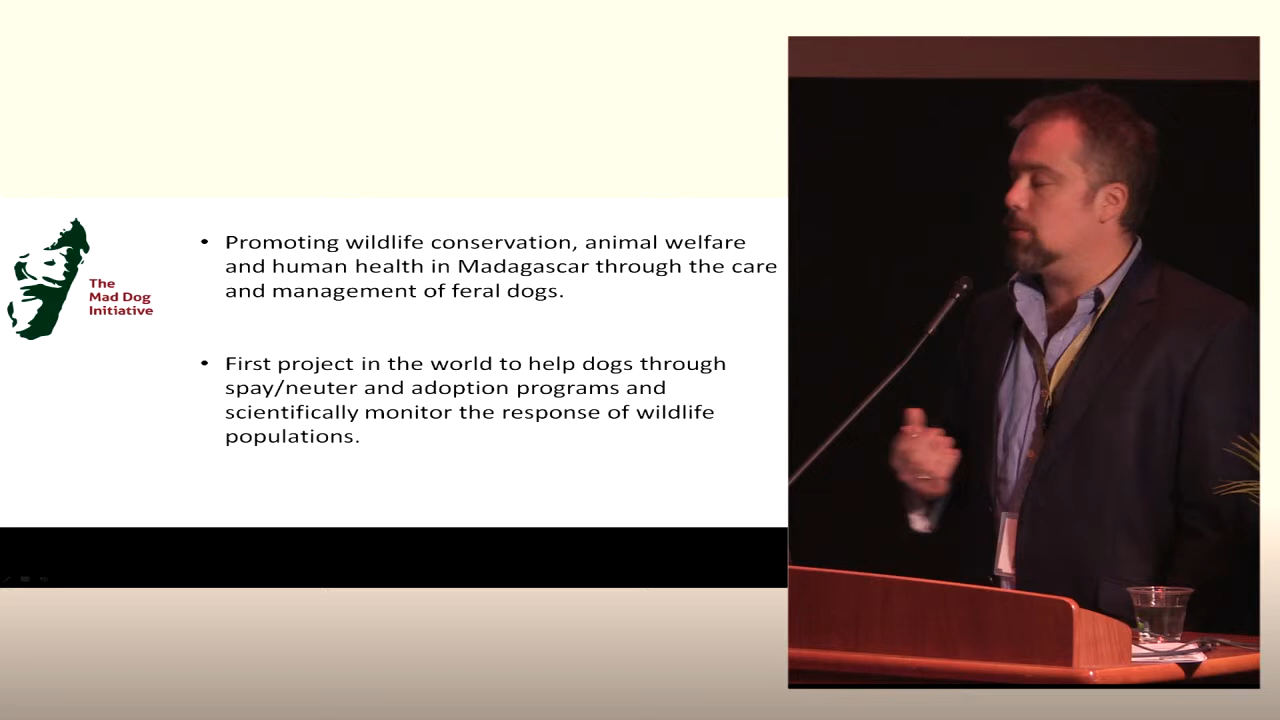 The
Mad Dog
Initiative
• Promoting wildlife conservation, animal welfare
and human health in Madagascar through the care
and management of feral dogs.
• First project in the world to help dogs through
spay/neuter and adoption programs and
scientifically monitor the response of wildlife
populations.